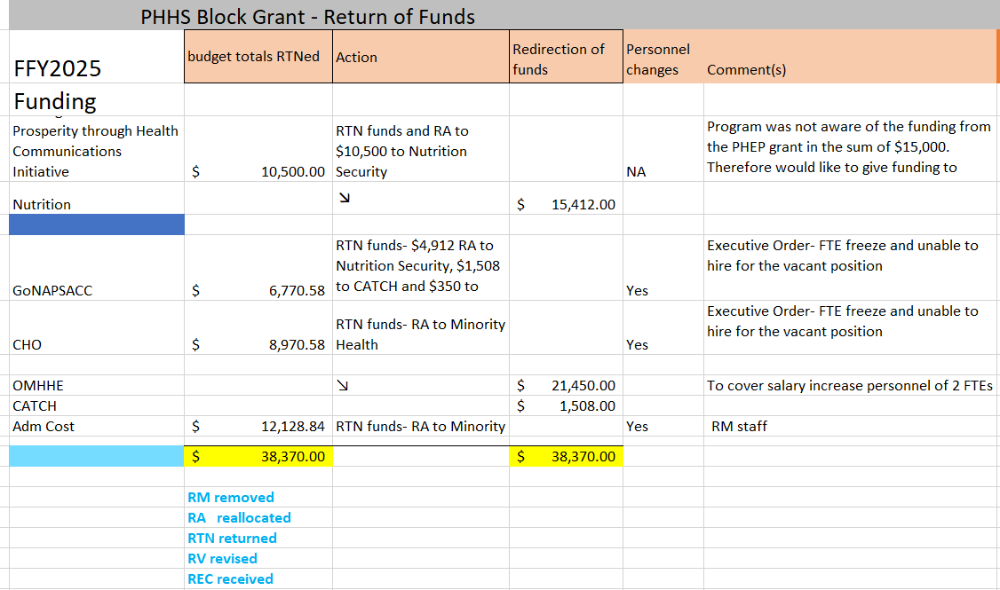 PHHS Block Grant - Return of Funds
FFY2025
budget totals RTNed
Action
Redirection of
funds
Personnel
changes
Comment(s)
Funding
Prosperity through Health
Communications
Initiative
$ 10,500.00
RTN funds and RA to
$10,500 to Nutrition
Security
NA
Program was not aware of the funding from
the PHEP grant in the sum of $15,000.
Therefore would like to give funding to
Nutrition
$ 15,412.00
GoNAPSACC
$ 6,770.58
RTN funds- $4,912 RA to
Nutrition Security, $1,508
to CATCH and $350 to
Yes
Executive Order- FTE freeze and unable to
hire for the vacant position
CHO
$ 8,970.58
RTN funds- RA to Minority
Health
Yes
Executive Order- FTE freeze and unable to
hire for the vacant position
OMHHE
$ 21,450.00
To cover salary increase personnel of 2 FTEs
CATCH
$ 1,508.00
Adm Cost
$ 12,128.84
RTN funds- RA to Minority
Yes
RM staff
$ 38,370.00
$ 38,370.00
RM removed
RA reallocated
RTN returned
RV revised
REC received